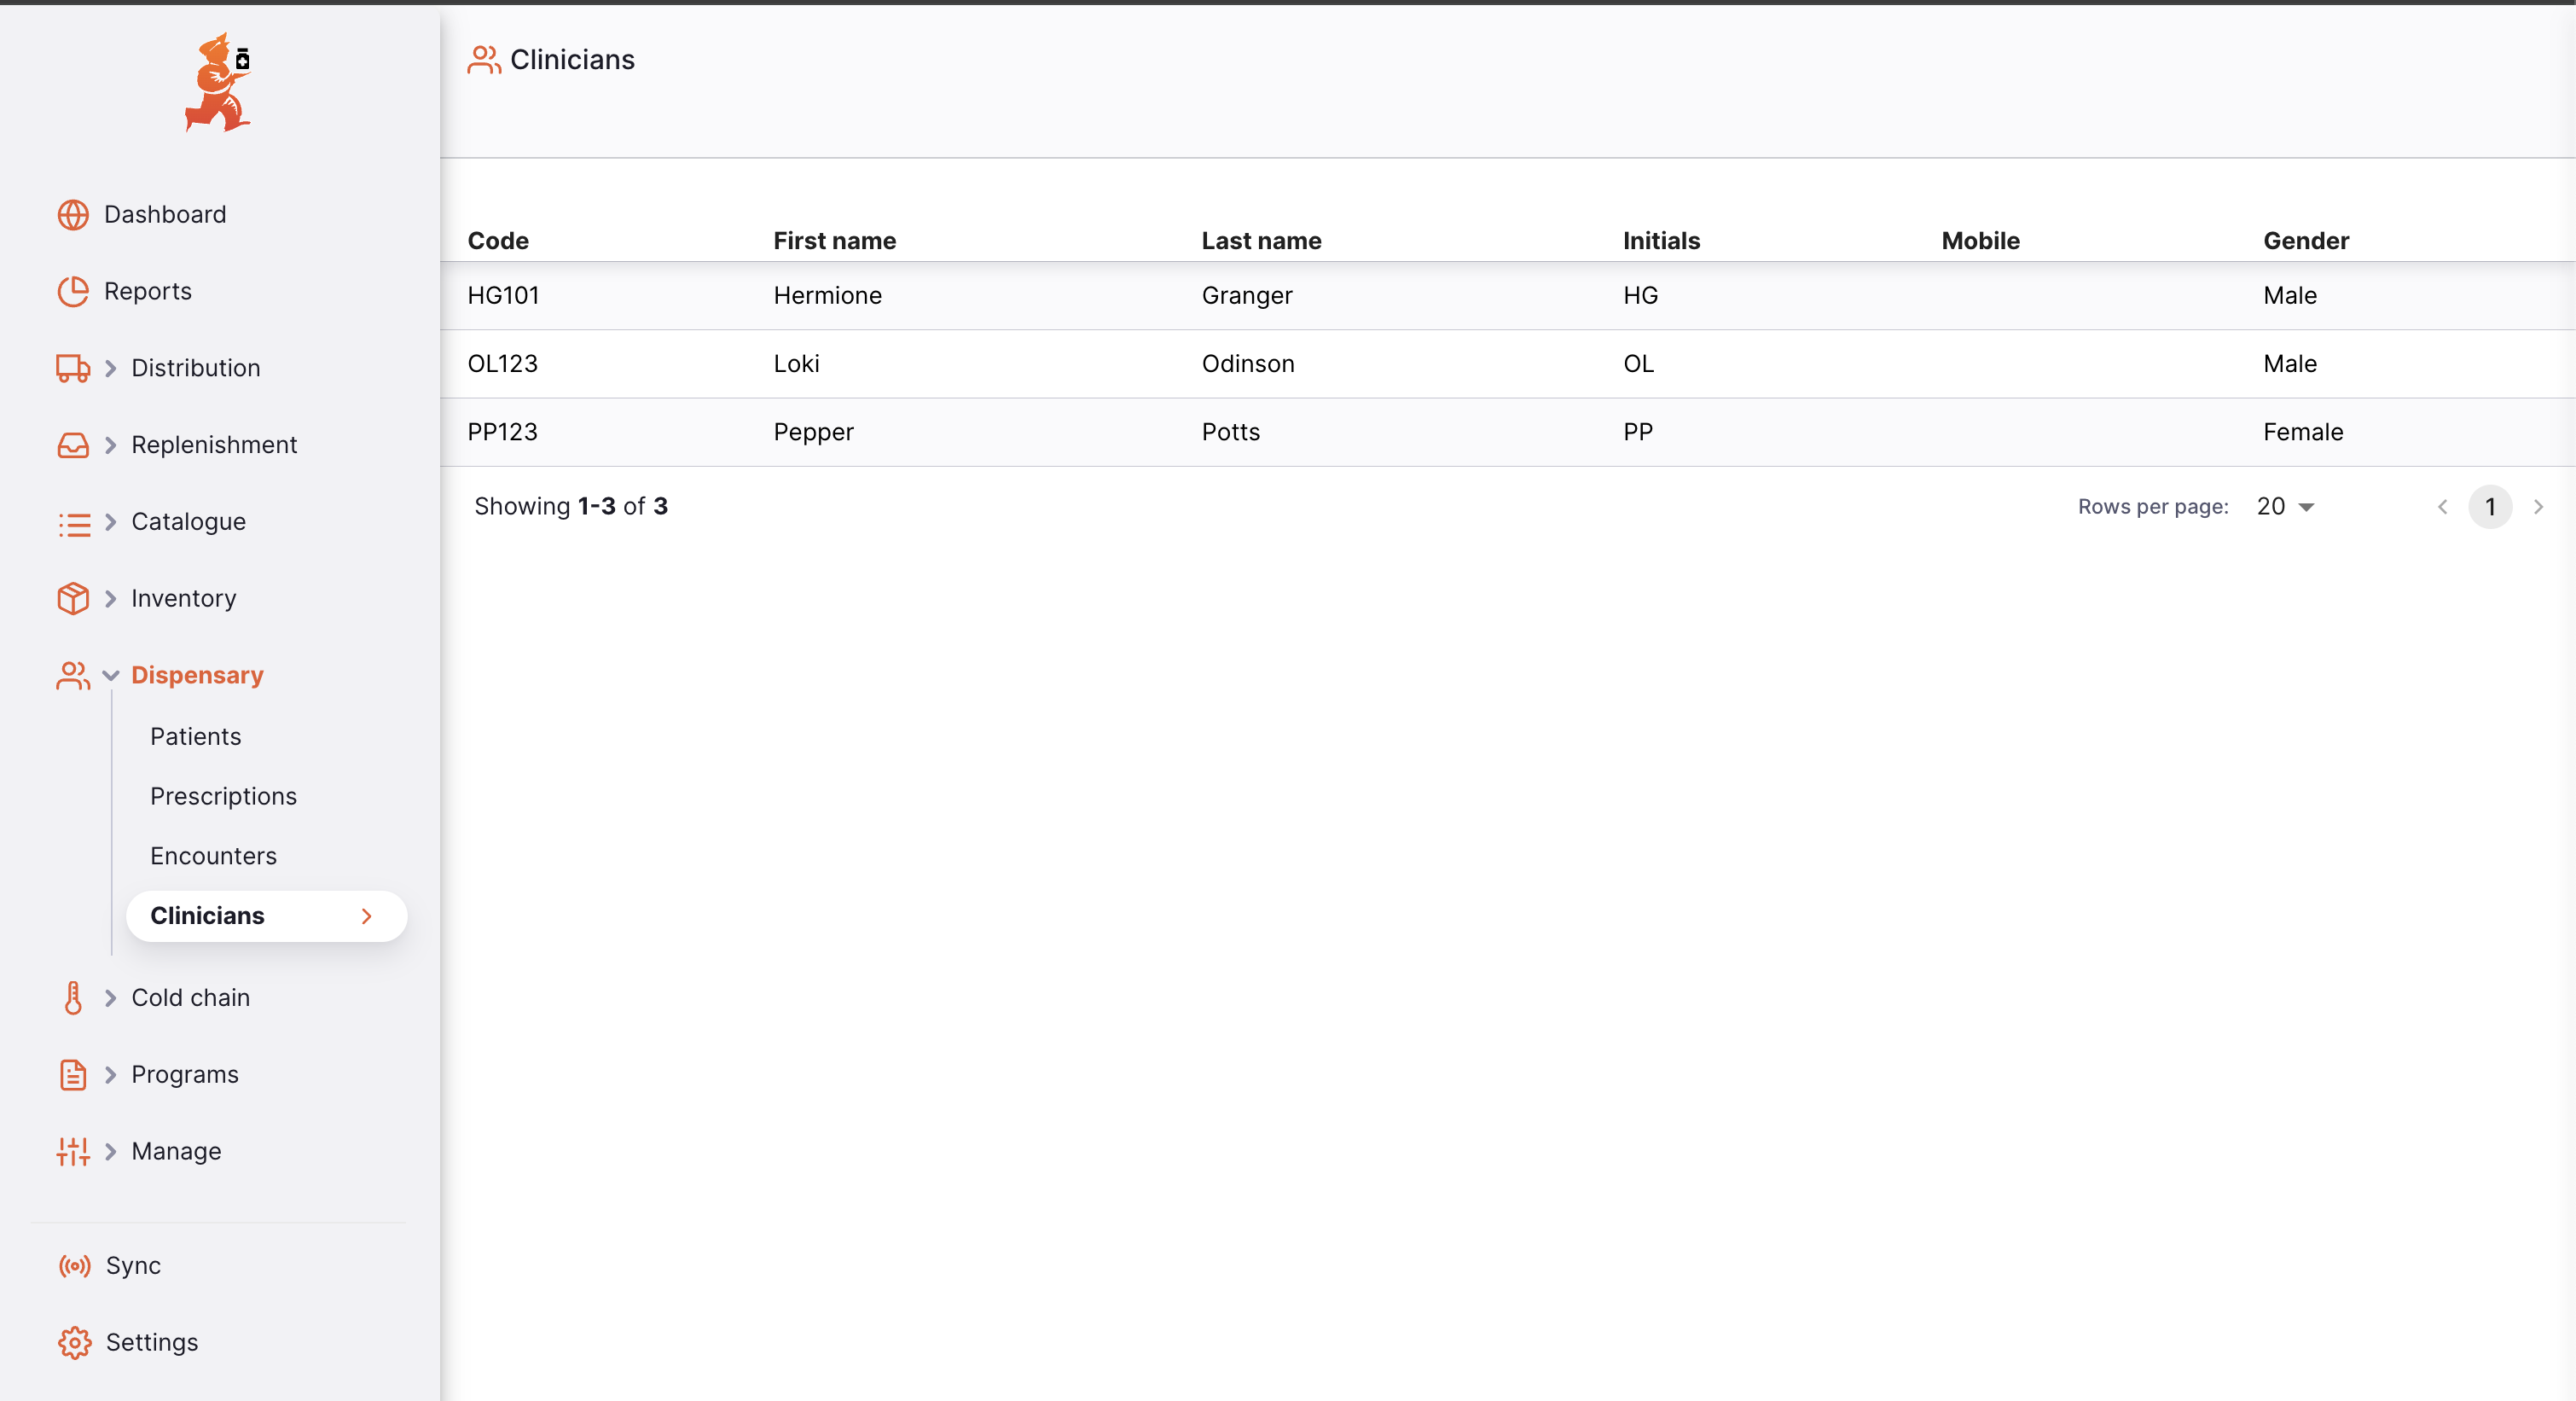 Clinicians
Dashboard
Reports
Distribution
Replenishment
Catalogue
Inventory
Dispensary
Patients
Prescriptions
Encounters
Clinicians
Cold chain
Programs
Manage
Sync
Settings
Code First name Last name Initials Mobile Gender
HG101 Hermione Granger HG Male
OL123 Loki Odinson OL Male
PP123 Pepper Potts PP Female
Showing 1-3 of 3 Rows per page: 20 1